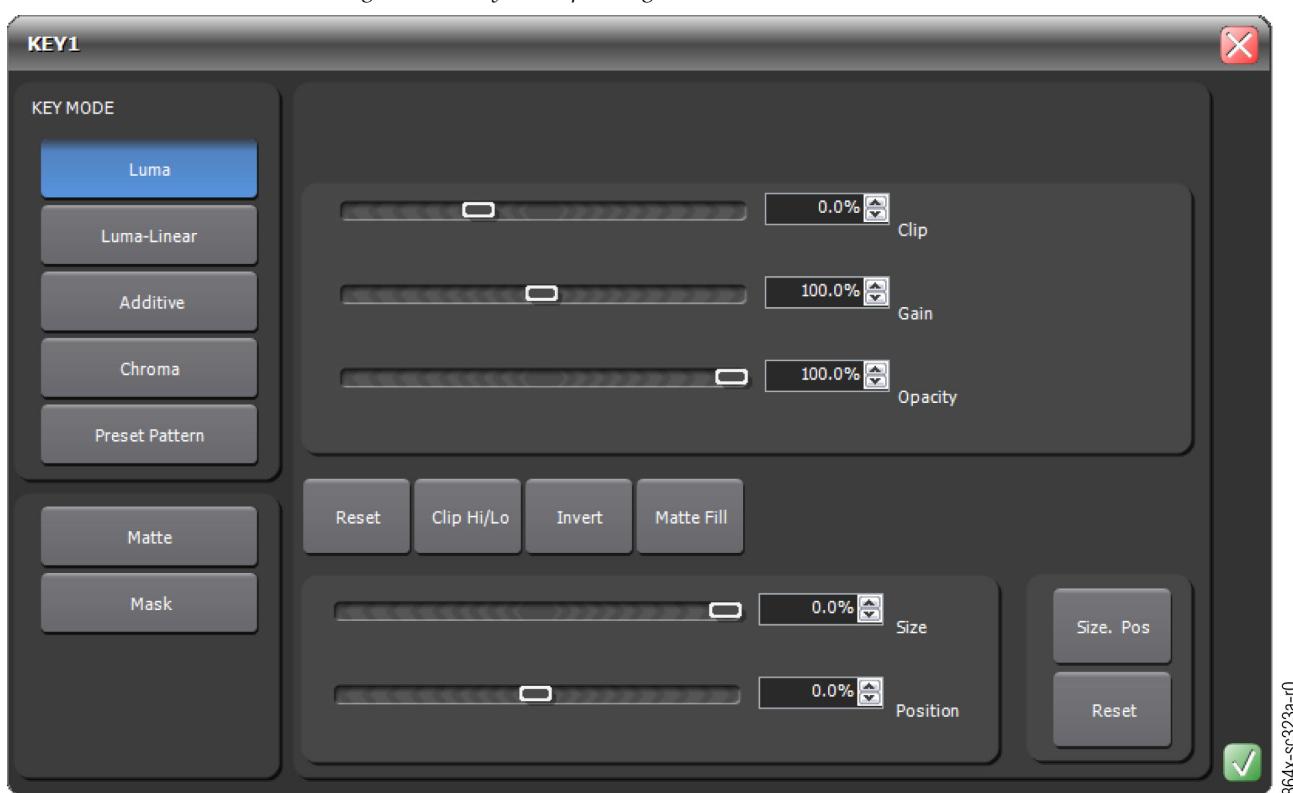 KEY1
KEY MODE
Luma
Luma-Linear
Additive
Chroma
Preset Pattern
Matte
Mask
0.0%
Clip
100.0%
Gain
100.0%
Opacity
Reset
Clip Hi/Lo
Invert
Matte Fill
0.0%
Size
0.0%
Position
Size. Pos
Reset